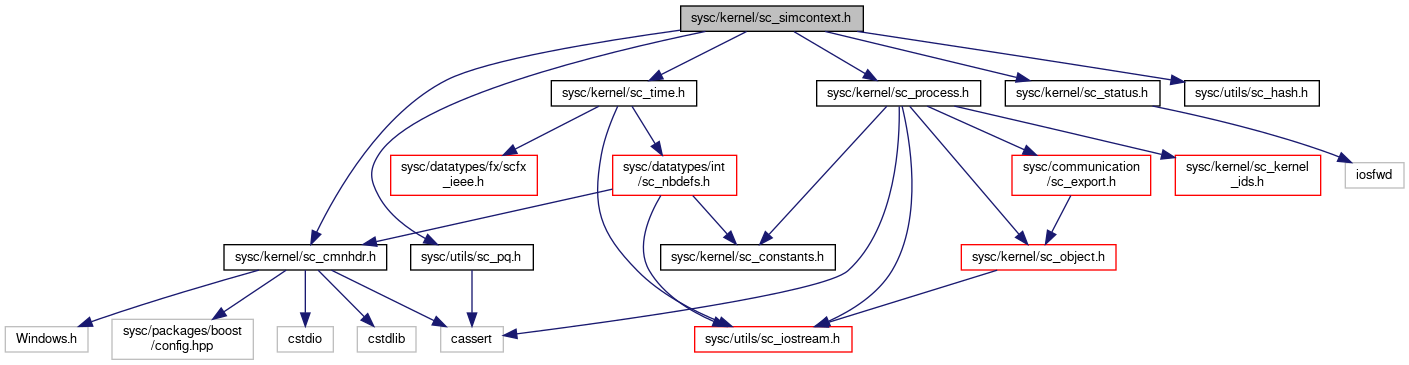 sysc/kernel/sc_simcontext.h
sysc/kernel/sc_time.h
sysc/kernel/sc_process.h
sysc/kernel/sc_status.h
sysc/utils/sc_hash.h
sysc/datatypes/fx/scfx
_ieee.h
sysc/datatypes/int
/sc_nbdefs.h
sysc/communication
/sc_export.h
sysc/kernel/sc_kernel
_ids.h
iosfwd
sysc/kernel/sc_cmnhdr.h
sysc/utils/sc_pq.h
sysc/kernel/sc_constants.h
sysc/kernel/sc_object.h
Windows.h
sysc/packages/boost
/config.hpp
cstdio
cstdlib
cassert
sysc/utils/sc_iostream.h